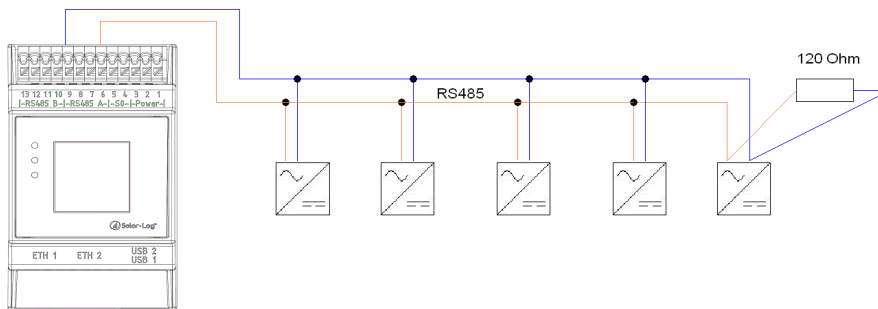 120 Ohm
RS485
13 12 11 10 9 8 7 6 5 4 3 2 1
|-RS485 B-|-RS485 A-|-S0-|-Power-|
Solar-Log™
ETH 1 ETH 2 USB 2
USB 1